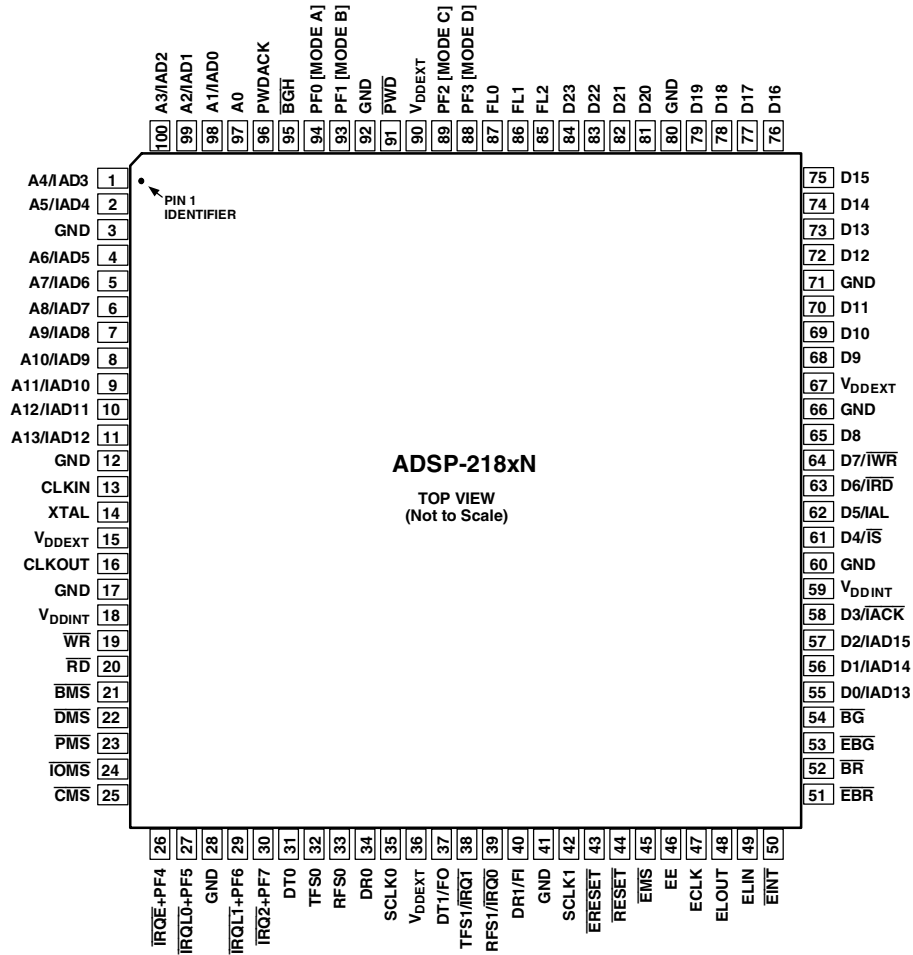 A3/IAD2
A2/IAD1
A1/IAD0
A0
PWDACK
BGH
PF0 [MODE A]
PF1 [MODE B]
GND
PWD
VDDEXT
PF2 [MODE C]
PF3 [MODE D]
FL0
FL1
FL2
D23
D22
D21
D20
GND
D19
D18
D17
D16
100 99 98 97 96 95 94 93 92 91 90 89 88 87 86 85 84 83 82 81 80 79 78 77 76
A4/IAD3 1
A5/IAD4 2
GND 3
A6/IAD5 4
A7/IAD6 5
A8/IAD7 6
A9/IAD8 7
A10/IAD9 8
A11/IAD10 9
A12/IAD11 10
A13/IAD12 11
GND 12
CLKIN 13
XTAL 14
VDDEXT 15
CLKOUT 16
GND 17
VDDINT 18
WR 19
RD 20
BMS 21
DMS 22
PMS 23
IOMS 24
CMS 25
PIN 1
IDENTIFIER
ADSP-218xN
TOP VIEW
(Not to Scale)
75 D15
74 D14
73 D13
72 D12
71 GND
70 D11
69 D10
68 D9
67 VDDEXT
66 GND
65 D8
64 D7/IWR
63 D6/IRD
62 D5/IAL
61 D4/IS
60 GND
59 VDDINT
58 D3/IACK
57 D2/IAD15
56 D1/IAD14
55 D0/IAD13
54 BG
53 EBG
52 BR
51 EBR
26 27 28 29 30 31 32 33 34 35 36 37 38 39 40 41 42 43 44 45 46 47 48 49 50
IRQE+PF4
IRQL0+PF5
GND
IRQL1+PF6
IRQ2+PF7
DT0
TFS0
RFS0
DR0
SCLK0
VDDEXT
DT1/FO
TFS1/IRQ1
RFS1/IRQ0
DR1/FI
GND
SCLK1
ERESET
RESET
EMS
EE
ECLK
ELOUT
ELIN
EINT